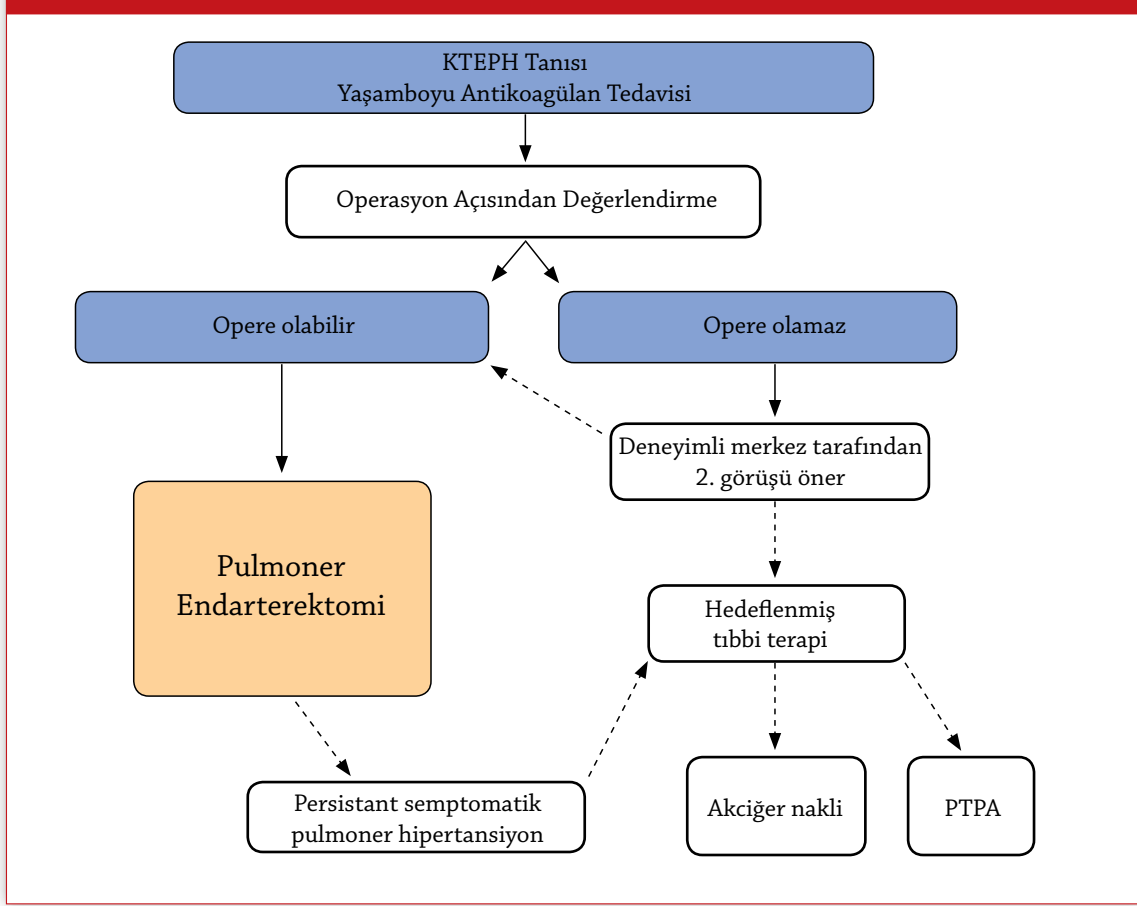 KTEPH Tanısı
Yaşamboyu Antikoagülan Tedavisi
Operasyon Açısından Değerlendirme
Opere olabilir
Opere olamaz
Deneyimli merkez tarafından
2. görüşü öner
Pulmoner
Endarterektomi
Hedeflenmiş
tıbbi terapi
Persistant semptomatik
pulmoner hipertansiyon
Akciğer nakli
PTPA